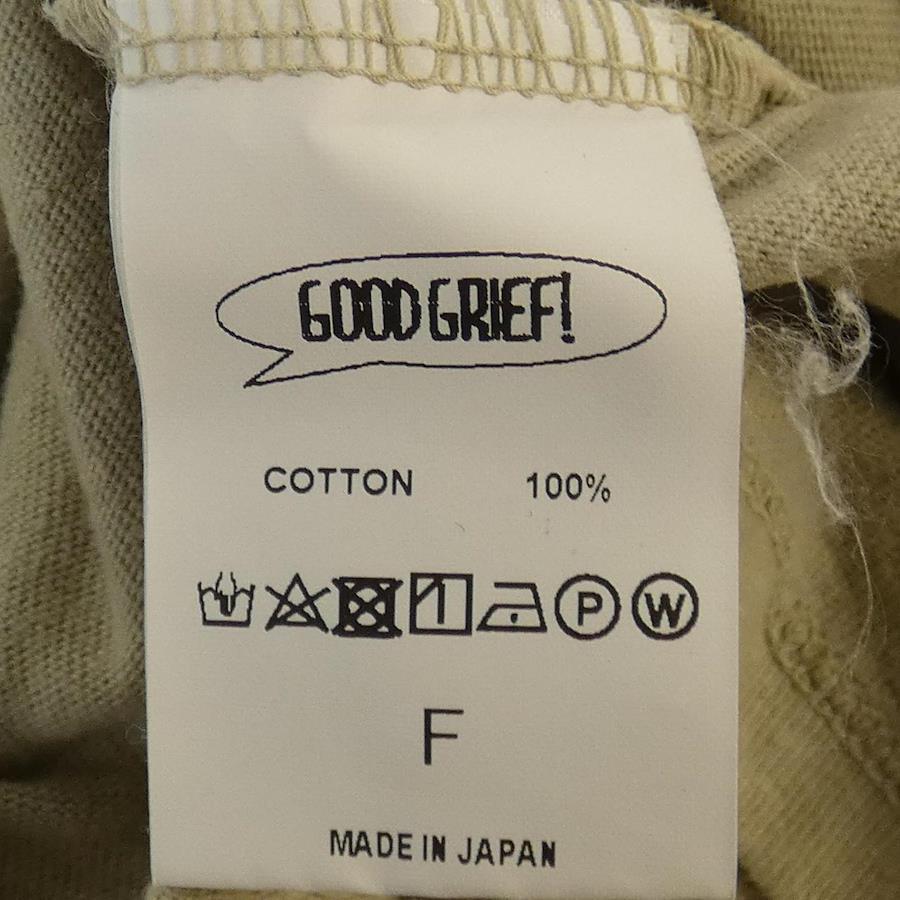 GOOD GRIEF!
COTTON 100%
P W
F
MADE IN JAPAN